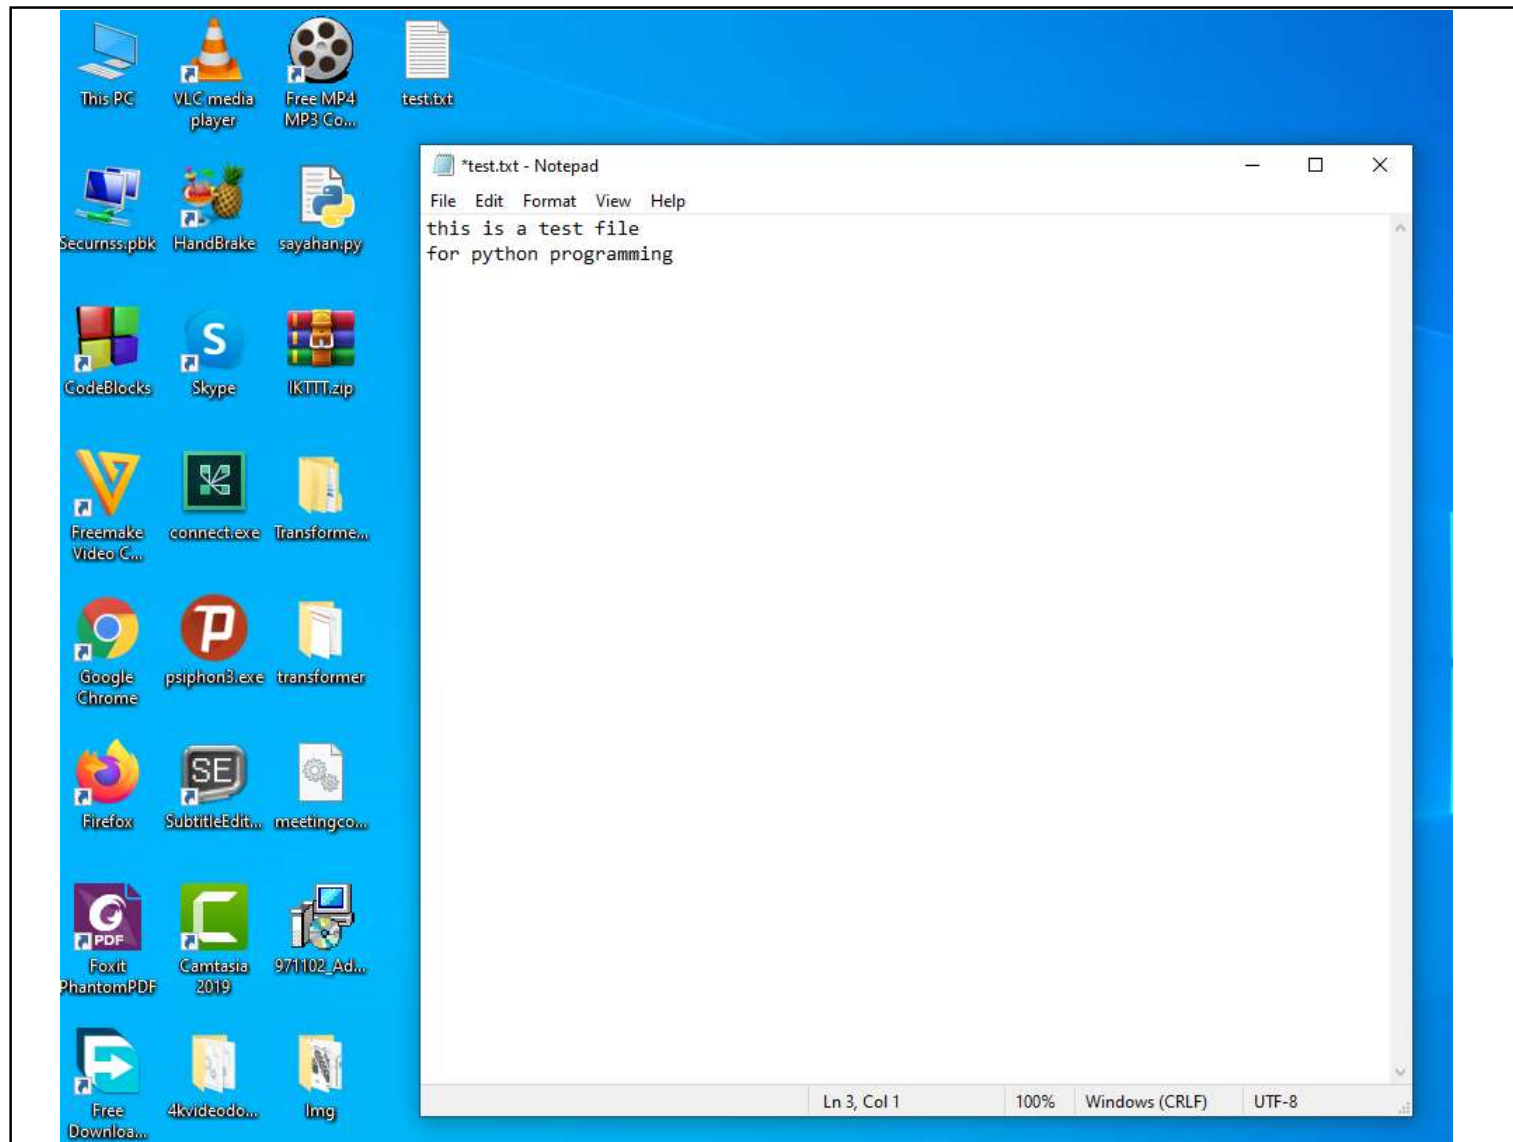 This PC
VLC media
player
Free MP4
MP3 Co...
test.txt
Securnss.pbk
HandBrake
sayahan.py
CodeBlocks
S
Skype
IKTTT.zip
Freemake
Video C...
connect.exe
Transforme...
Google
Chrome
P
psiphon3.exe
transformer
Firefox
SE
SubtitleEdit...
meetingco...
G
PDF
Foxit
PhantomPDF
C
Camtasia
2019
971102_Ad...
Free
Downloa...
4kvideodo...
Img
*test.txt - Notepad
File Edit Format View Help
this is a test file
for python programming
Ln 3, Col 1 100% Windows (CRLF) UTF-8